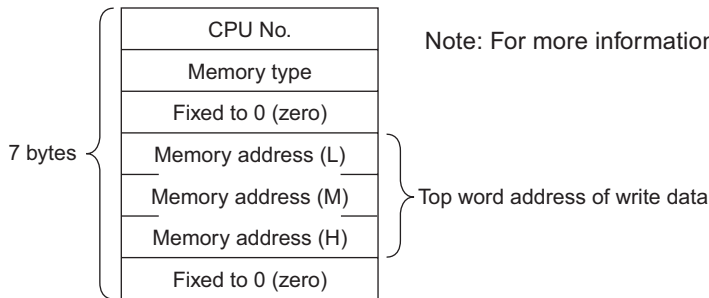 CPU No.
Note: For more information
Memory type
Fixed to 0 (zero)
7 bytes
Memory address (L)
Memory address (M)
Top word address of write data
Memory address (H)
Fixed to 0 (zero)